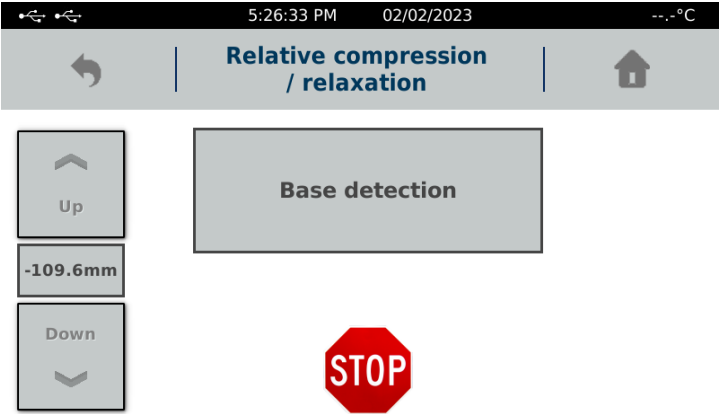 5:26:33 PM 02/02/2023 --.-°C
Relative compression
/ relaxation
Up
Base detection
-109.6mm
Down
STOP